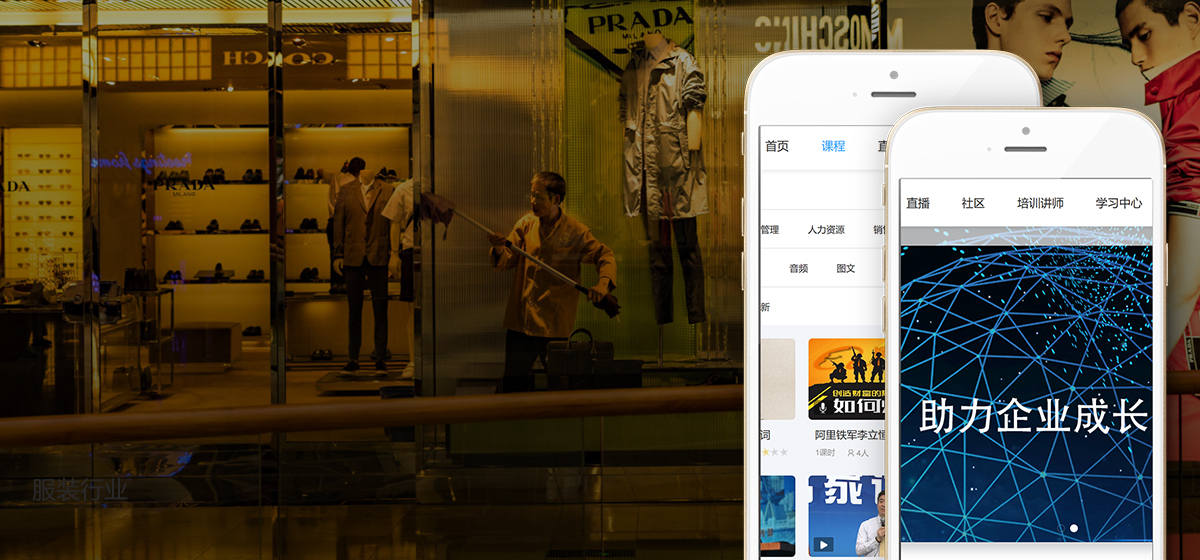 PRADA
MILANO
MOSCHINO
COACH
PRADA
MILANO
服装行业
首页
课程
管理
人力资源
音频
图文
新
创造财富的
如何
词
阿里铁军李立恒
1课时
4人
直播
社区
培训讲师
学习中心
助力企业成长